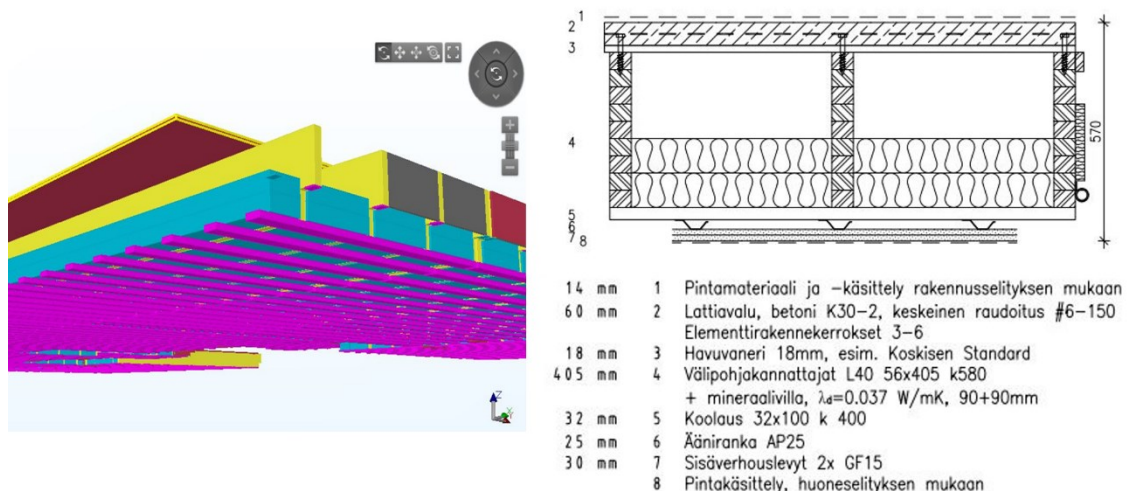 1
2
3
4
5
6
7
8
570
Z
14 mm 1 Pintamateriaali ja -käsittely rakennusselityksen mukaan
60 mm 2 Lattiavalu, betoni K30-2, keskeinen raudoitus #6-150
Elementtirakennekerrokset 3-6
18 mm 3 Havuvaneri 18mm, esim. Koskisen Standard
405 mm 4 Välipohjakannattajat L40 56x405 k580
+ mineraalivilla, λd=0.037 W/mK, 90+90mm
32 mm 5 Koolaus 32x100 k 400
25 mm 6 Ääniranka AP25
30 mm 7 Sisäverhouslevyt 2x GF15
8 Pintakäsittely, huoneselityksen mukaan